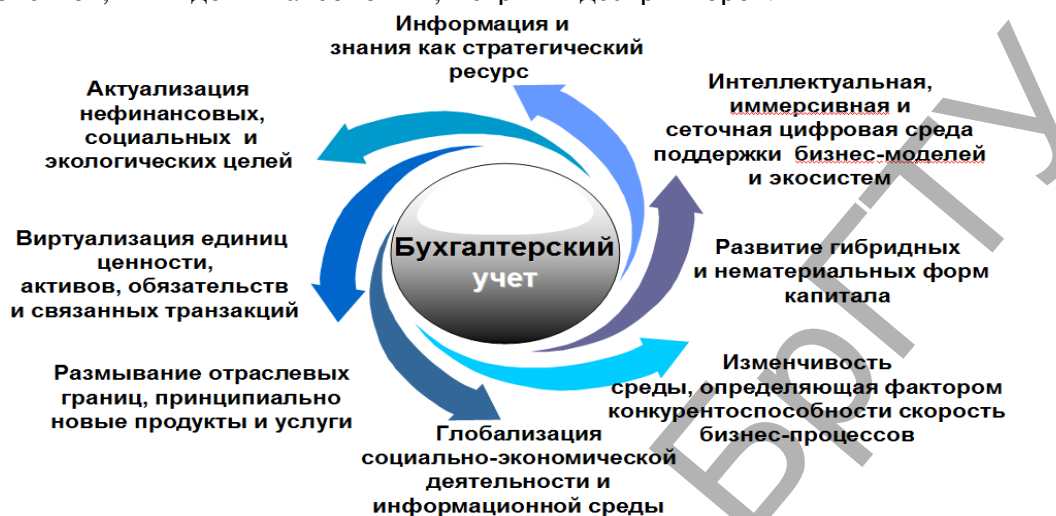 Информация и
знания как стратегический
ресурс
Актуализация
нефинансовых,
социальных и
экологических целей
Интеллектуальная,
иммерсивная и
сеточная цифровая среда
поддержки бизнес-моделей
и экосистем
Виртуализация единиц
ценности,
активов, обязательств
и связанных транзакций
Бухгалтерский
учет
Развитие гибридных
и нематериальных форм
капитала
Размывание отраслевых
границ, принципиально
новые продукты и услуги
Изменчивость
среды, определяющая фактором
конкурентоспособности скорость
бизнес-процессов
Глобализация
социально-экономической
деятельности и
информационной среды
БрГТУ